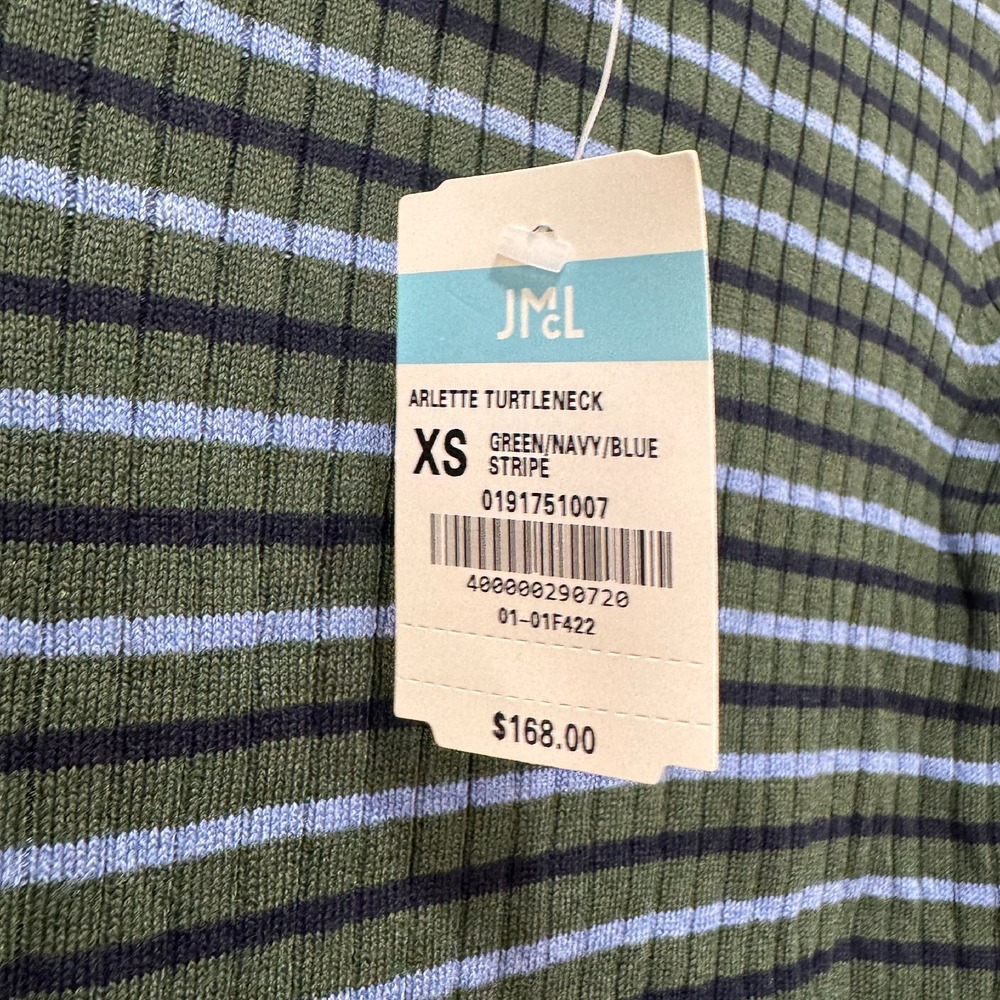 JMcL
ARLETTE TURTLENECK
XS
GREEN/NAVY/BLUE
STRIPE
0191751007
400000290720
01-01F422
$168.00